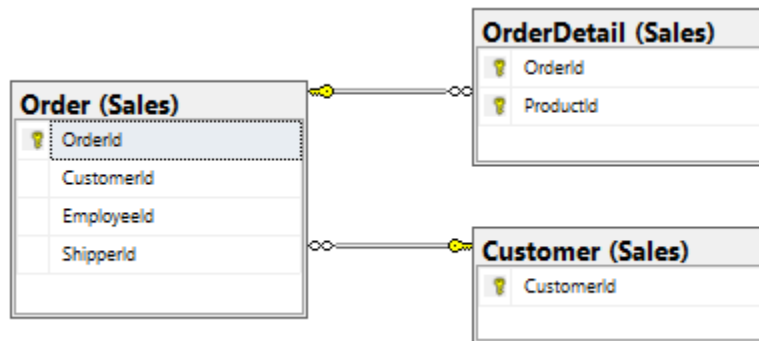 Order (Sales)
OrderId
CustomerId
EmployeeId
ShipperId
OrderDetail (Sales)
OrderId
ProductId
Customer (Sales)
CustomerId